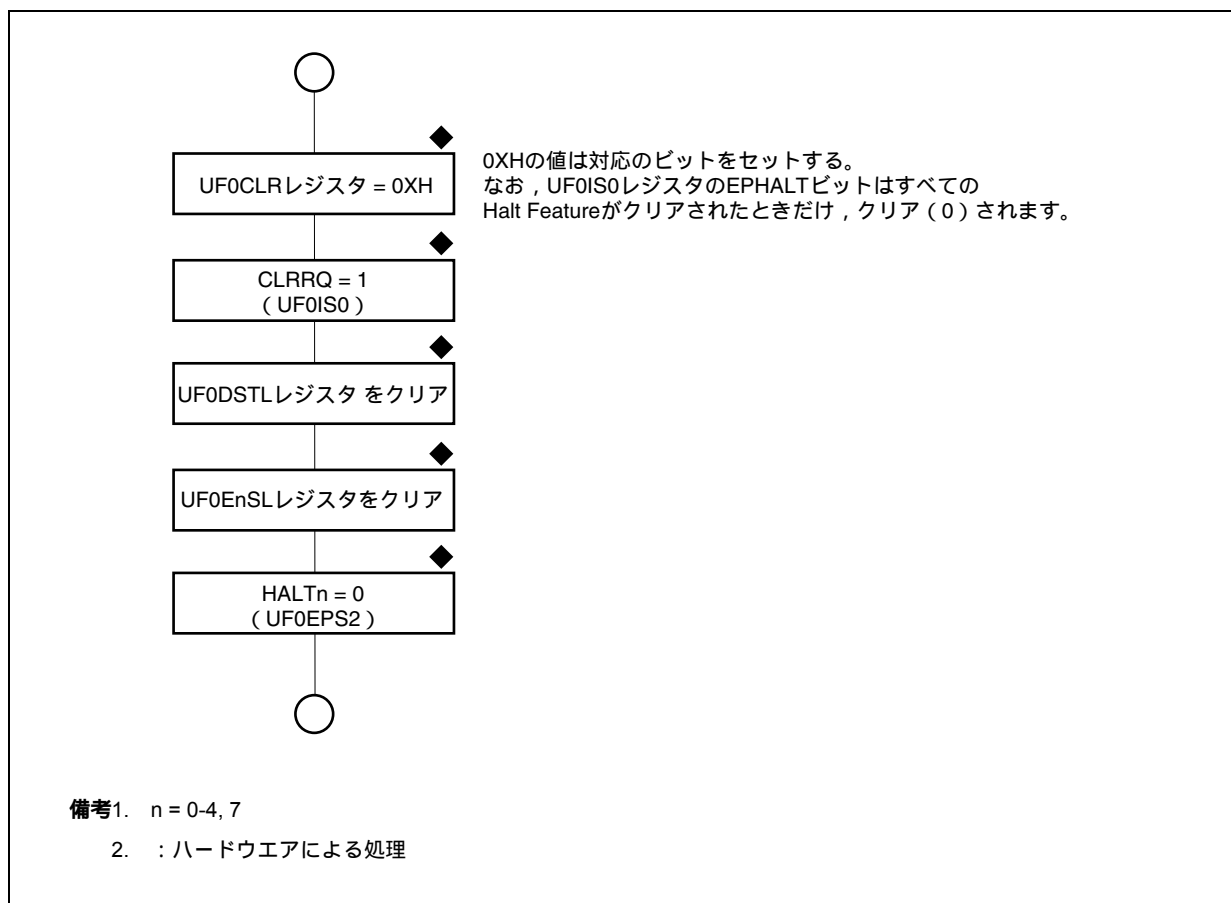 UF0CLRレジスタ = 0XH
0XHの値は対応のビットをセットする。
なお，UF0IS0レジスタのEPHALTビットはすべての
Halt Featureがクリアされたときだけ，クリア（0）されます。
CLRRQ = 1
（UF0IS0）
UF0DSTLレジスタ をクリア
UF0EnSLレジスタをクリア
HALTn = 0
（UF0EPS2）
備考1. n = 0-4, 7
2. ：ハードウエアによる処理